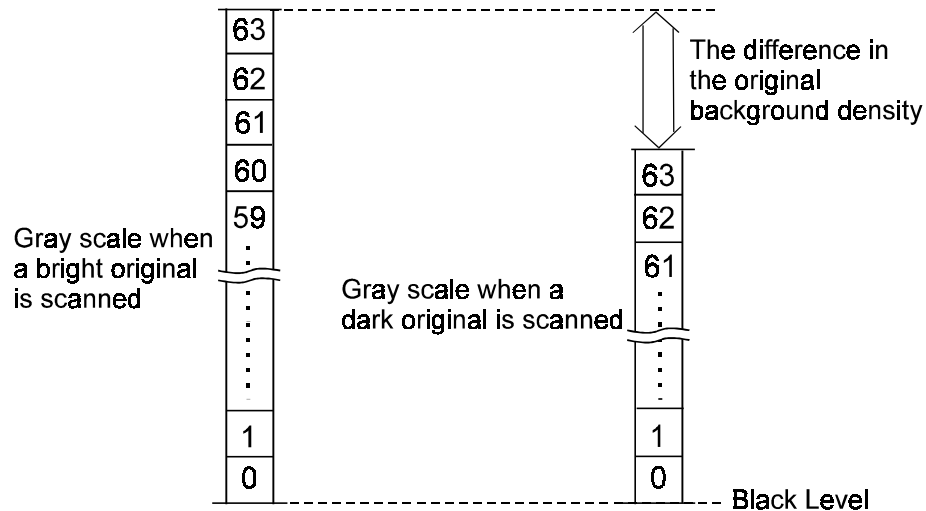 63
62
61
60
59
1
0
Gray scale when
a bright original
is scanned
Gray scale when a
dark original is scanned
63
62
61
1
0
The difference in
the original
background density
Black Level